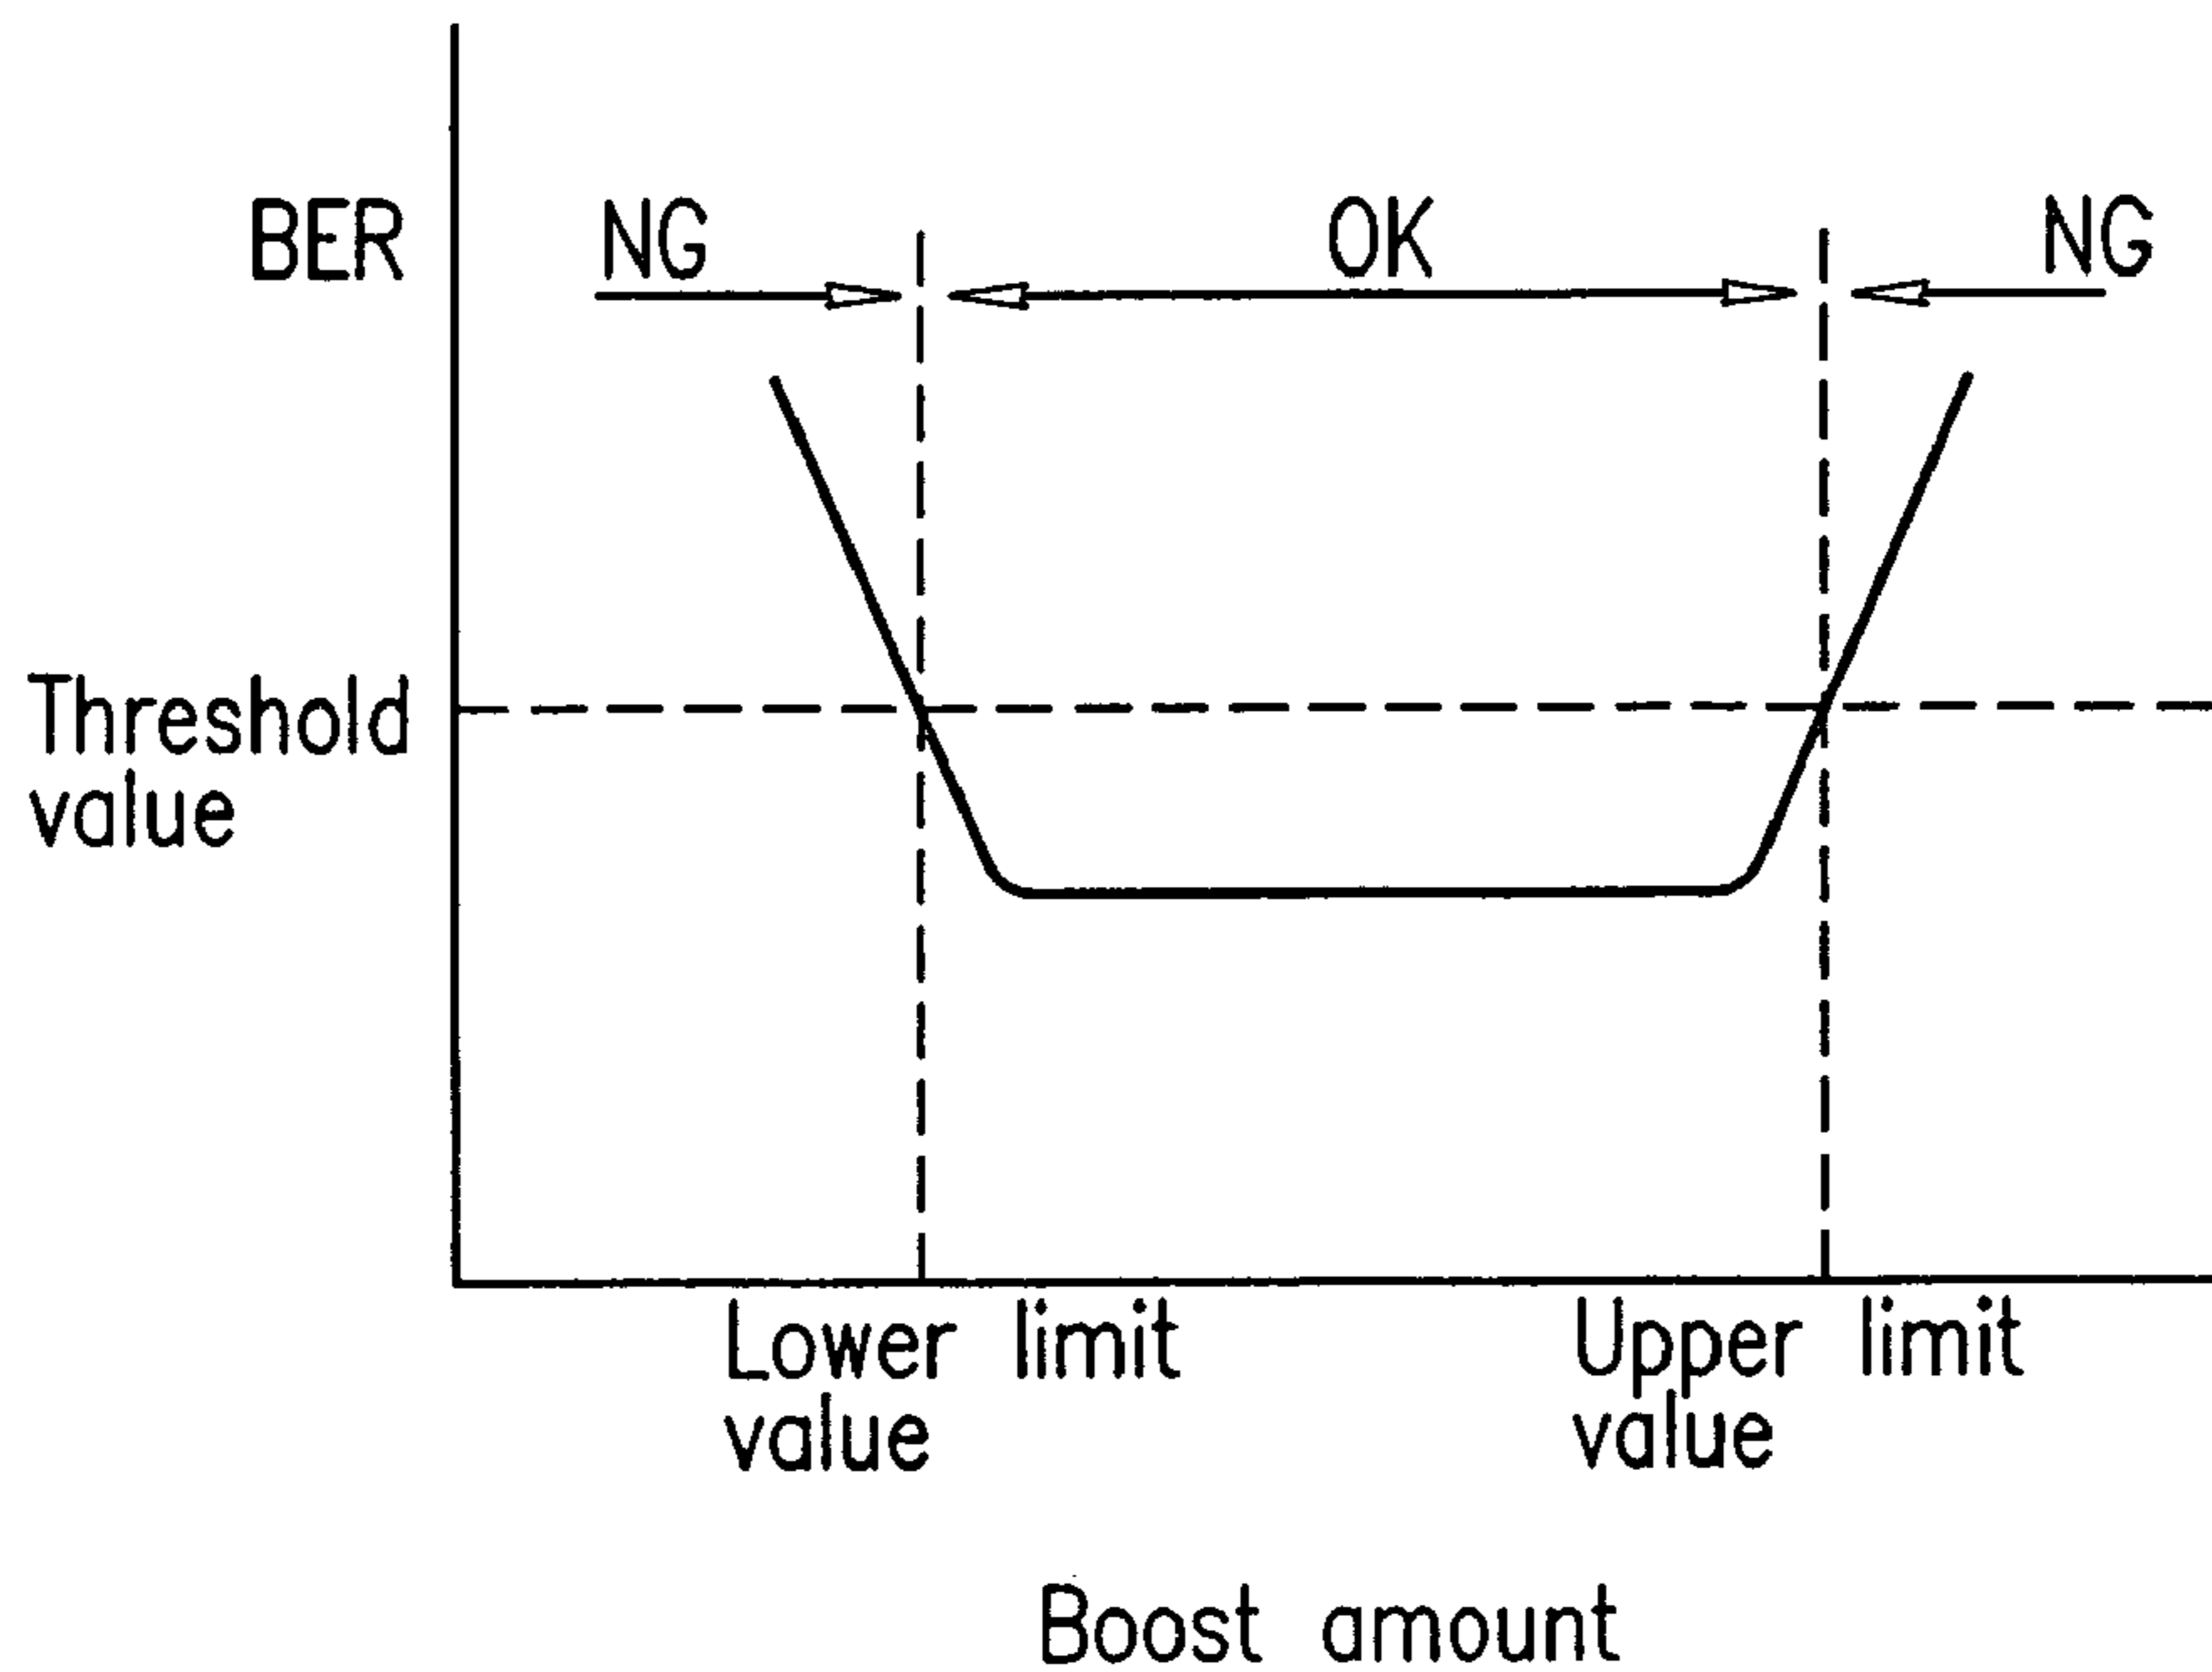 BER
NG
OK
NG
Threshold
value
Lower limit
value
Upper limit
value
Boost amount